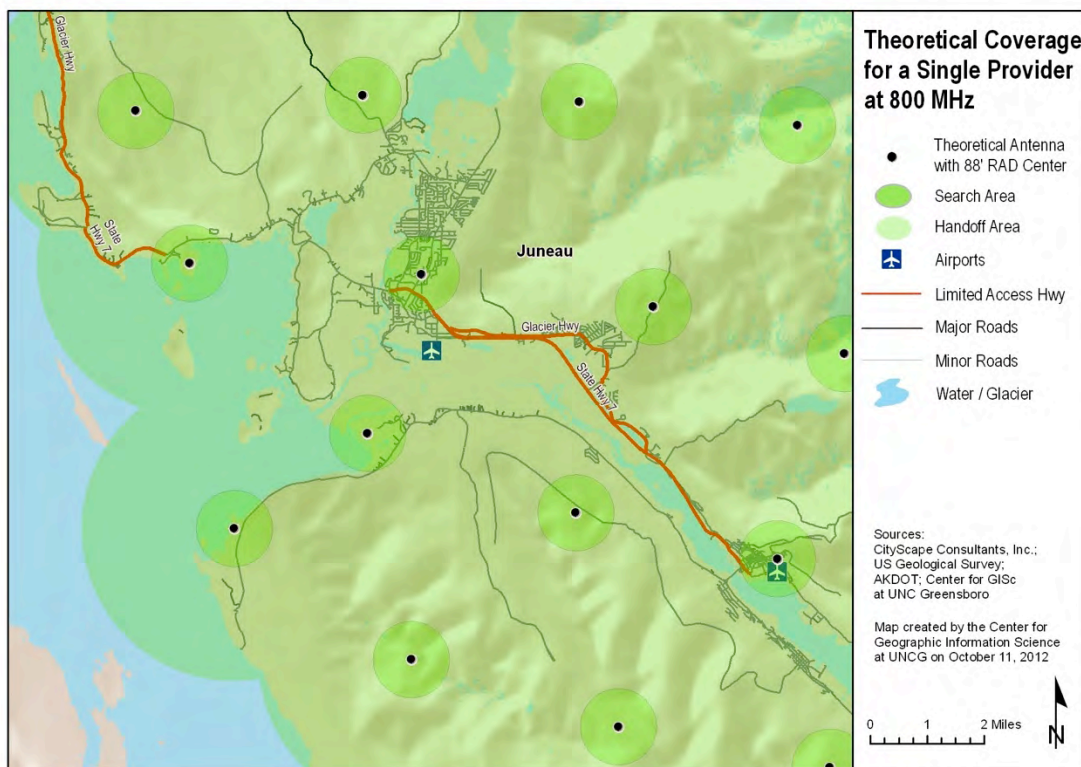 Glacier Hwy
State
Hwy 7
Juneau
Glacier Hwy
State Hwy 7
Theoretical Coverage
for a Single Provider
at 800 MHz
Theoretical Antenna
with 88' RAD Center
Search Area
Handoff Area
Airports
Limited Access Hwy
Major Roads
Minor Roads
Water / Glacier
Sources:
CityScape Consultants, Inc.;
US Geological Survey;
AKDOT; Center for GISc
at UNC Greensboro
Map created by the Center for
Geographic Information Science
at UNCG on October 11, 2012
0 1 2 Miles
N